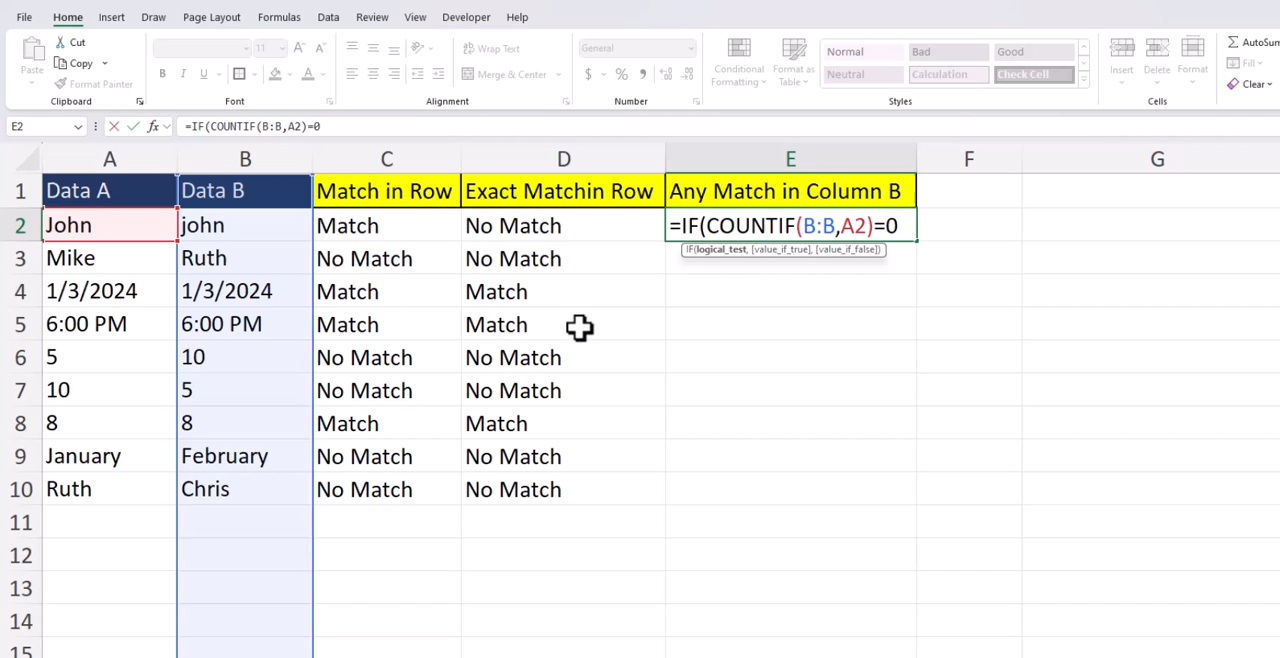 File Home Insert Draw Page Layout Formulas Data Review View Developer Help
Paste Cut Copy Format Painter
11 A A Wrap Text General Conditional Formatting Format as Table Normal Bad Good Insert Delete Format AutoSum
B I U A Merge & Center $ % Neutral Calculation Check Cell Fill Clear
Clipboard Font Alignment Number Styles Cells
E2 fx =IF(COUNTIF(B:B,A2)=0
A B C D E F G
1 Data A Data B Match in Row Exact Matchin Row Any Match in Column B
2 John john Match No Match =IF(COUNTIF(B:B,A2)=0
IF(logical_test, [value_if_true], [value_if_false])
3 Mike Ruth No Match No Match
4 1/3/2024 1/3/2024 Match Match
5 6:00 PM 6:00 PM Match Match
6 5 10 No Match No Match
7 10 5 No Match No Match
8 8 8 Match Match
9 January February No Match No Match
10 Ruth Chris No Match No Match
11
12
13
14
15